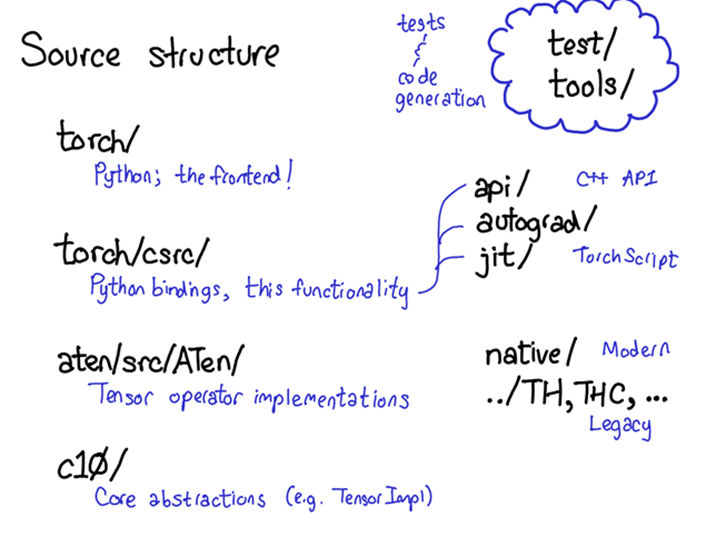 Source structure
tests
&
code
generation
test/
tools/
torch/
Python; the frontend!
torch/csrc/
Python bindings, this functionality
api/ C++ API
autograd/
jit/ TorchScript
aten/src/ATen/
Tensor operator implementations
native/ Modern
../TH, THC, ...
Legacy
c10/
Core abstractions (e.g. TensorImpl)